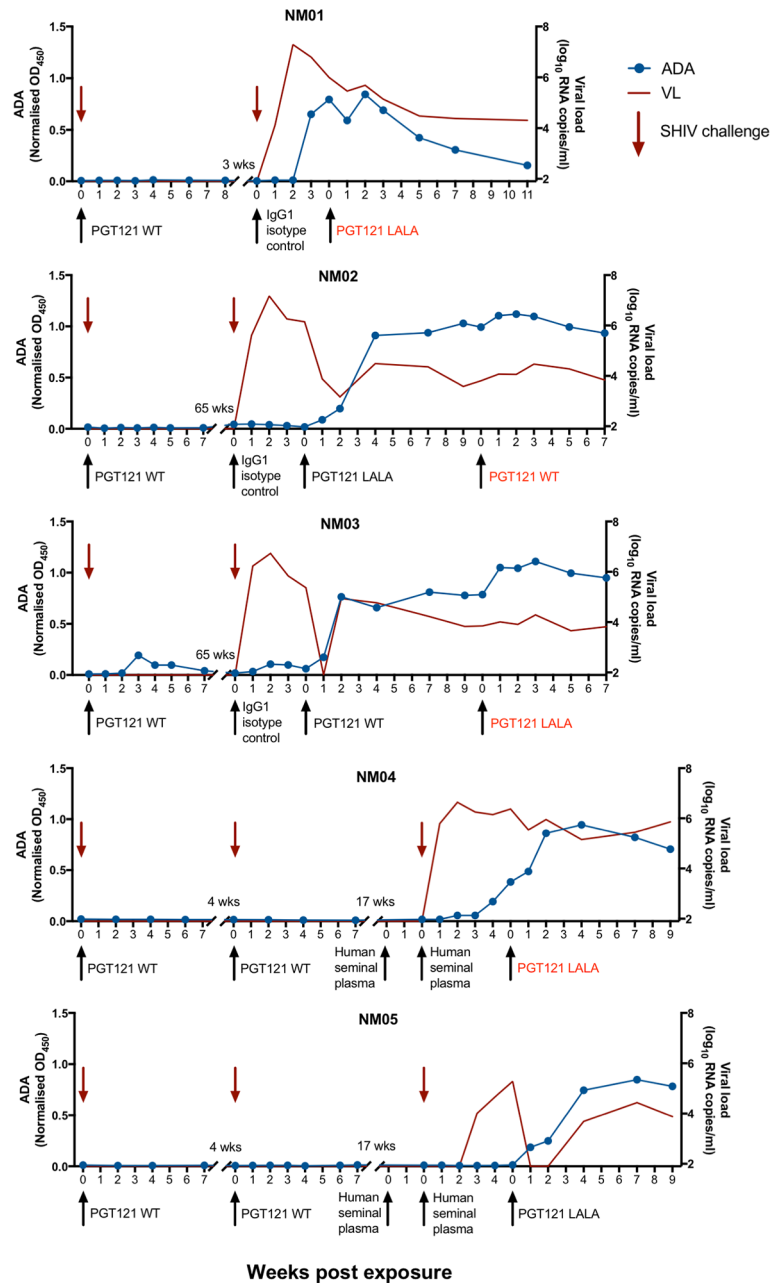 NM01
ADA
(Normalised OD450)
1.5
1.0
0.5
0.0
8
6
4
2
Viral load
(log10 RNA copies/ml)
3 wks
0 1 2 3 4 5 6 7 8 0 1 2 3 0 1 2 3 4 5 6 7 8 9 10 11
PGT121 WT
IgG1
isotype
control
PGT121 LALA
ADA
VL
SHIV challenge
NM02
ADA
(Normalised OD450)
1.5
1.0
0.5
0.0
8
6
4
2
Viral load
(log10 RNA copies/ml)
65 wks
0 1 2 3 4 5 6 7 0 1 2 3 0 1 2 3 4 5 6 7 8 9 0 1 2 3 4 5 6 7
PGT121 WT
IgG1
isotype
control
PGT121 LALA
PGT121 WT
NM03
ADA
(Normalised OD450)
1.5
1.0
0.5
0.0
8
6
4
2
Viral load
(log10 RNA copies/ml)
65 wks
0 1 2 3 4 5 6 7 0 1 2 3 0 1 2 3 4 5 6 7 8 9 0 1 2 3 4 5 6 7
PGT121 WT
IgG1
isotype
control
PGT121 WT
PGT121 LALA
NM04
ADA
(Normalised OD450)
1.5
1.0
0.5
0.0
8
6
4
2
Viral load
(log10 RNA copies/ml)
4 wks
17 wks
0 1 2 3 4 5 6 7 0 1 2 3 4 5 6 7 0 1 0 1 2 3 4 0 1 2 3 4 5 6 7 8 9
PGT121 WT
PGT121 WT
Human
seminal
plasma
Human
seminal
plasma
PGT121 LALA
NM05
ADA
(Normalised OD450)
1.5
1.0
0.5
0.0
8
6
4
2
Viral load
(log10 RNA copies/ml)
4 wks
17 wks
0 1 2 3 4 5 6 7 0 1 2 3 4 5 6 7 0 1 0 1 2 3 4 0 1 2 3 4 5 6 7 8 9
PGT121 WT
PGT121 WT
Human
seminal
plasma
Human
seminal
plasma
PGT121 LALA
Weeks post exposure